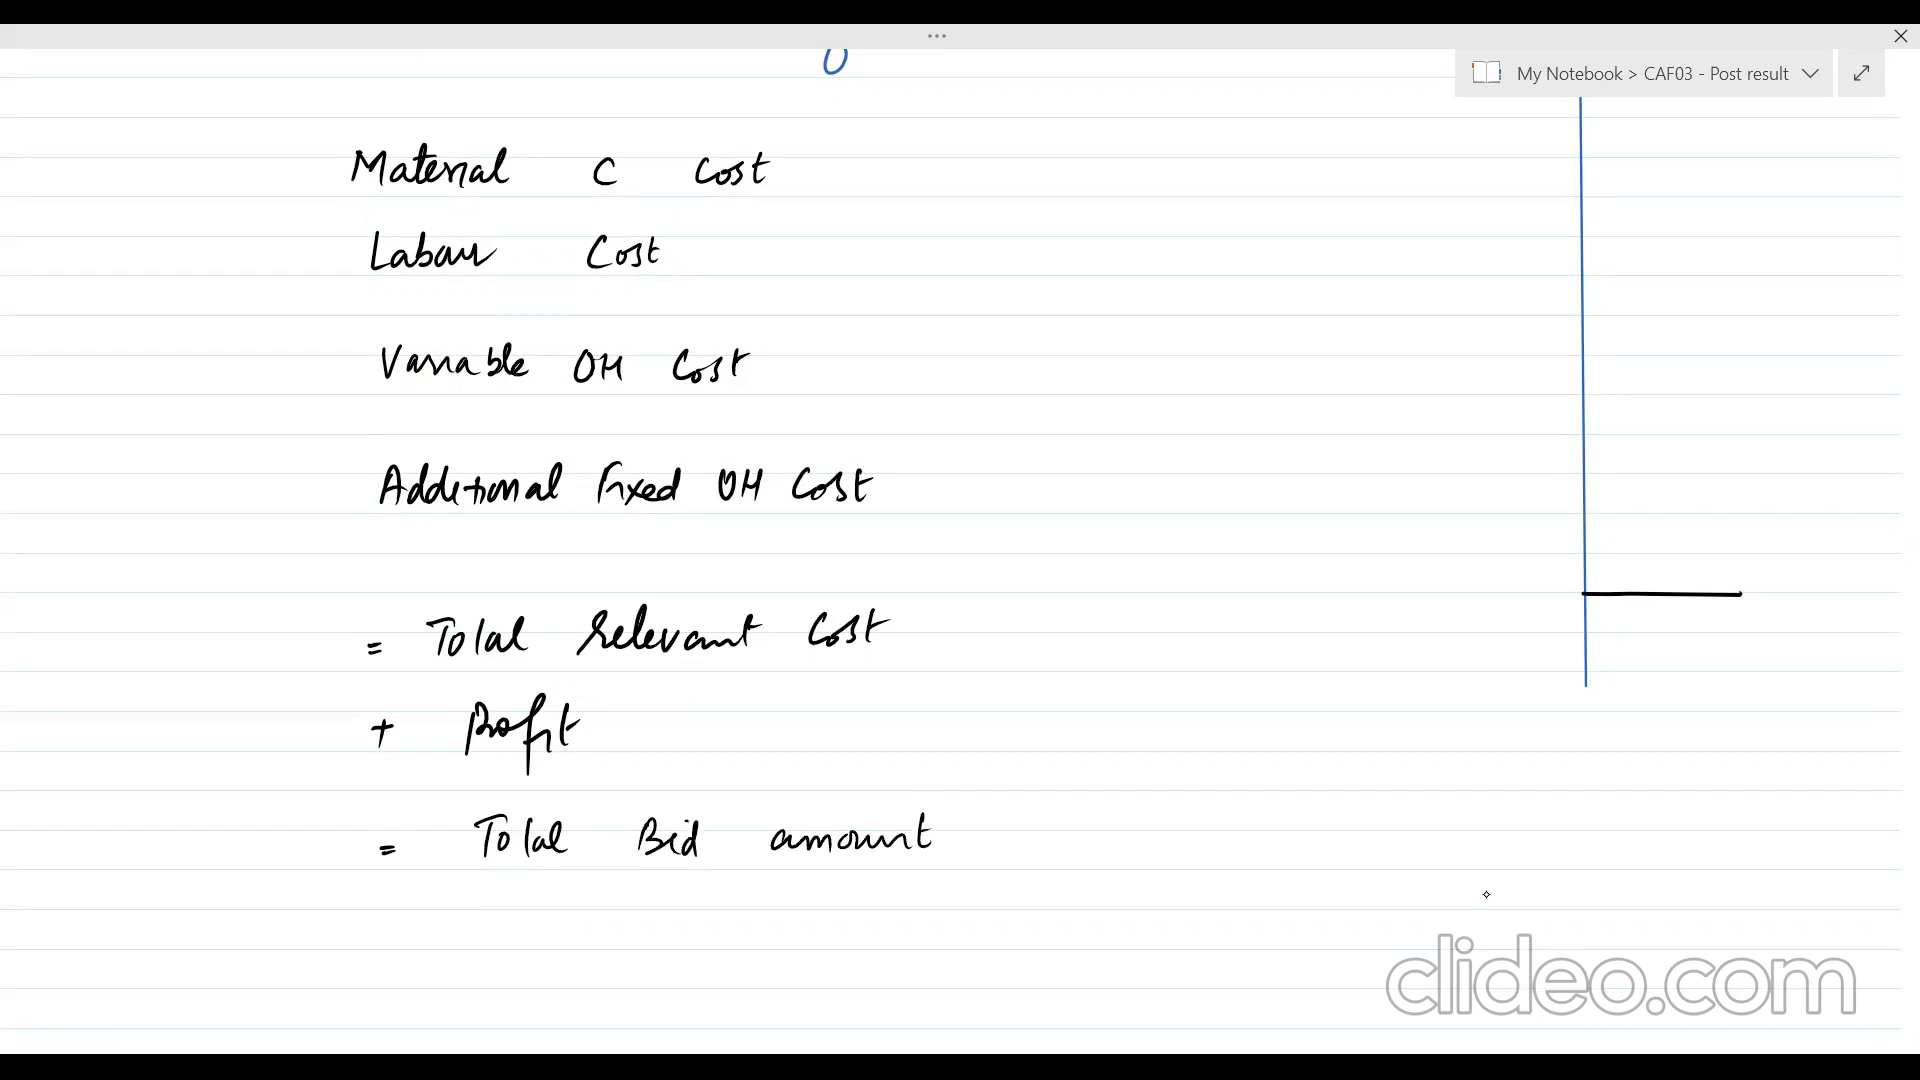 My Notebook > CAF03 - Post result
Material C Cost
Labour Cost
Variable OH Cost
Additional Fixed OH Cost
= Total relevant Cost
+ Profit
= Total Bid amount
clideo.com